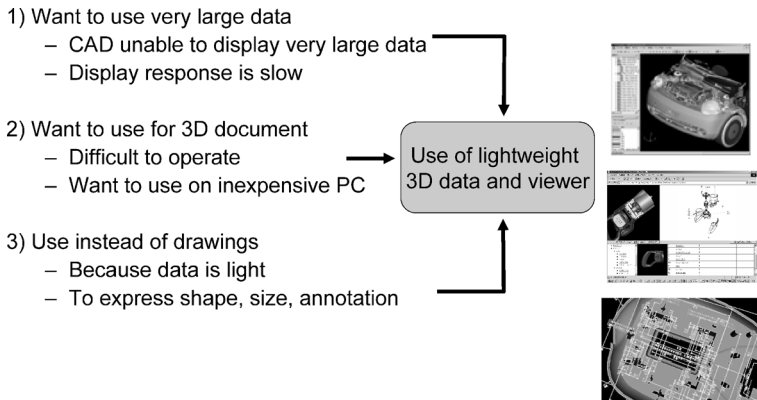 1) Want to use very large data
– CAD unable to display very large data
– Display response is slow
2) Want to use for 3D document
– Difficult to operate
– Want to use on inexpensive PC
3) Use instead of drawings
– Because data is light
– To express shape, size, annotation
Use of lightweight
3D data and viewer